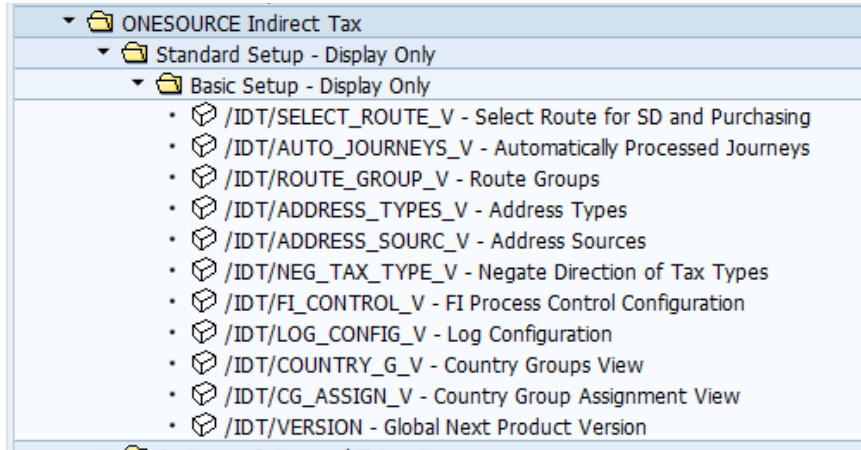 ONESOURCE Indirect Tax
Standard Setup - Display Only
Basic Setup - Display Only
/IDT/SELECT_ROUTE_V - Select Route for SD and Purchasing
/IDT/AUTO_JOURNEYS_V - Automatically Processed Journeys
/IDT/ROUTE_GROUP_V - Route Groups
/IDT/ADDRESS_TYPES_V - Address Types
/IDT/ADDRESS_SOURC_V - Address Sources
/IDT/NEG_TAX_TYPE_V - Negate Direction of Tax Types
/IDT/FI_CONTROL_V - FI Process Control Configuration
/IDT/LOG_CONFIG_V - Log Configuration
/IDT/COUNTRY_G_V - Country Groups View
/IDT/CG_ASSIGN_V - Country Group Assignment View
/IDT/VERSION - Global Next Product Version